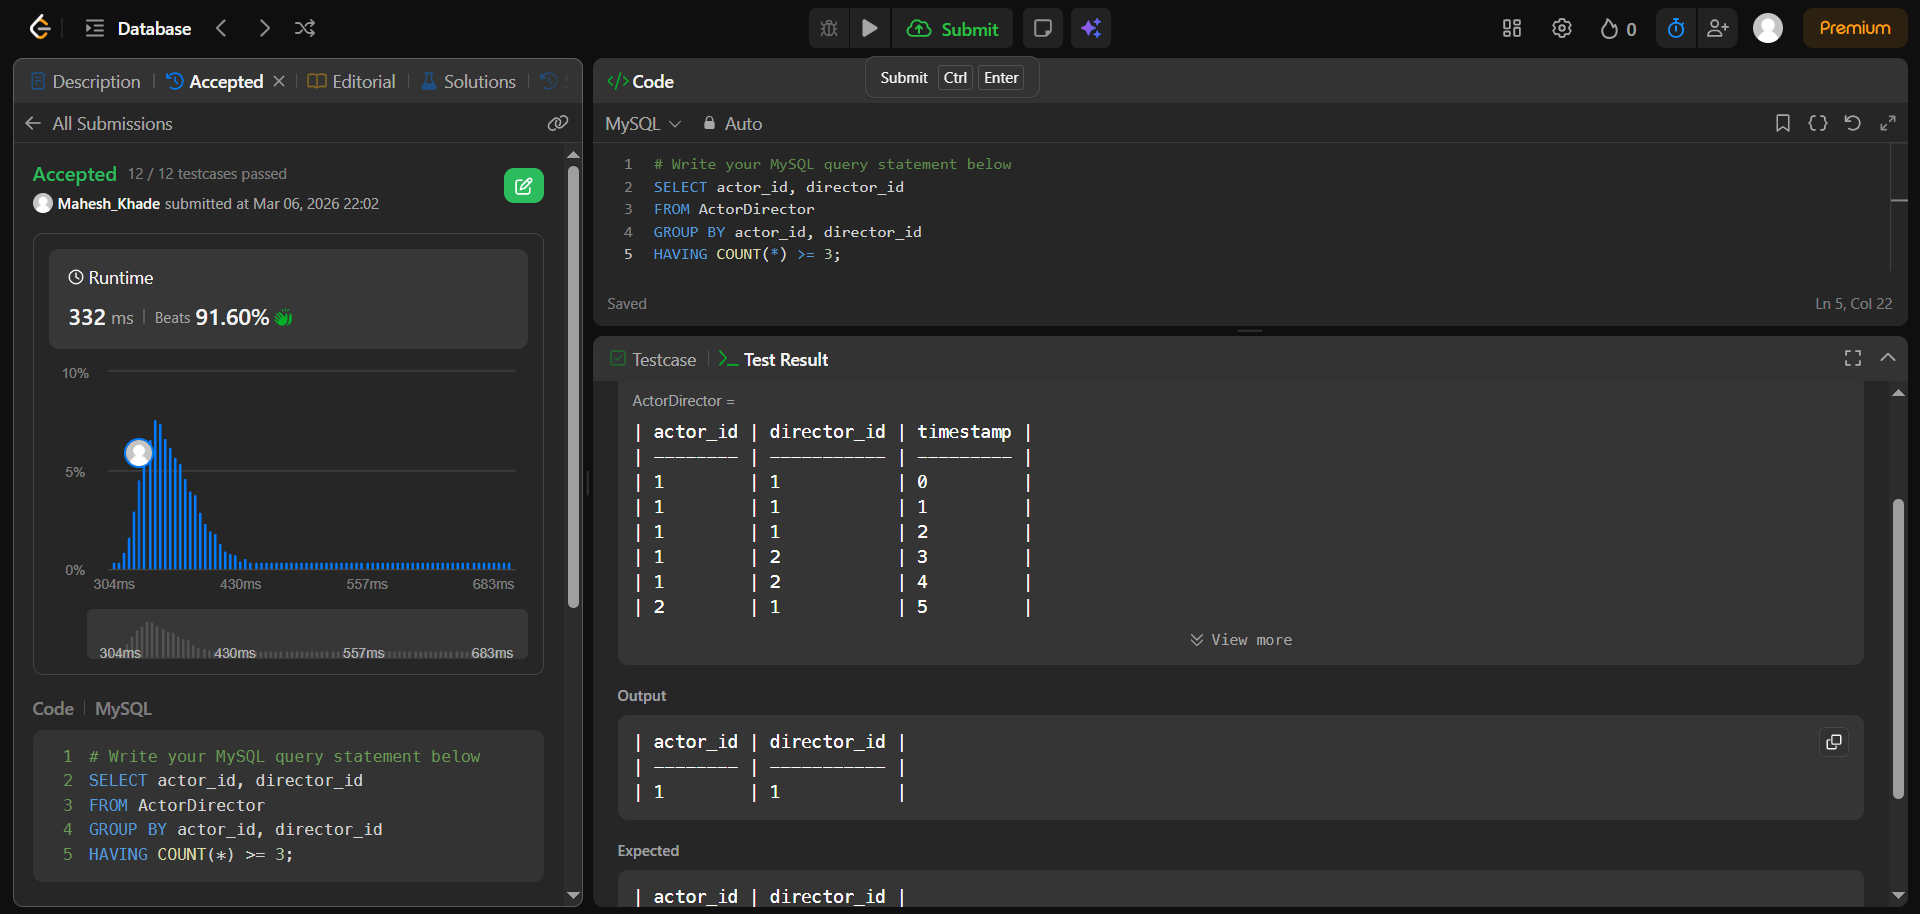 Database
Submit
0
Premium
Submit Ctrl Enter
Description
Accepted
Editorial
Solutions
All Submissions
Accepted 12 / 12 testcases passed
Mahesh_Khade submitted at Mar 06, 2026 22:02
Runtime
332 ms | Beats 91.60%
10%
5%
0%
304ms 430ms 557ms 683ms
304ms 430ms 557ms 683ms
Code | MySQL
1 # Write your MySQL query statement below
2 SELECT actor_id, director_id
3 FROM ActorDirector
4 GROUP BY actor_id, director_id
5 HAVING COUNT(*) >= 3;
</> Code
MySQL Auto
1 # Write your MySQL query statement below
2 SELECT actor_id, director_id
3 FROM ActorDirector
4 GROUP BY actor_id, director_id
5 HAVING COUNT(*) >= 3;
Saved
Ln 5, Col 22
Testcase
Test Result
ActorDirector =
| actor_id | director_id | timestamp |
| -------- | ----------- | --------- |
| 1 | 1 | 0 |
| 1 | 1 | 1 |
| 1 | 1 | 2 |
| 1 | 2 | 3 |
| 1 | 2 | 4 |
| 2 | 1 | 5 |
View more
Output
| actor_id | director_id |
| -------- | ----------- |
| 1 | 1 |
Expected
| actor_id | director_id |